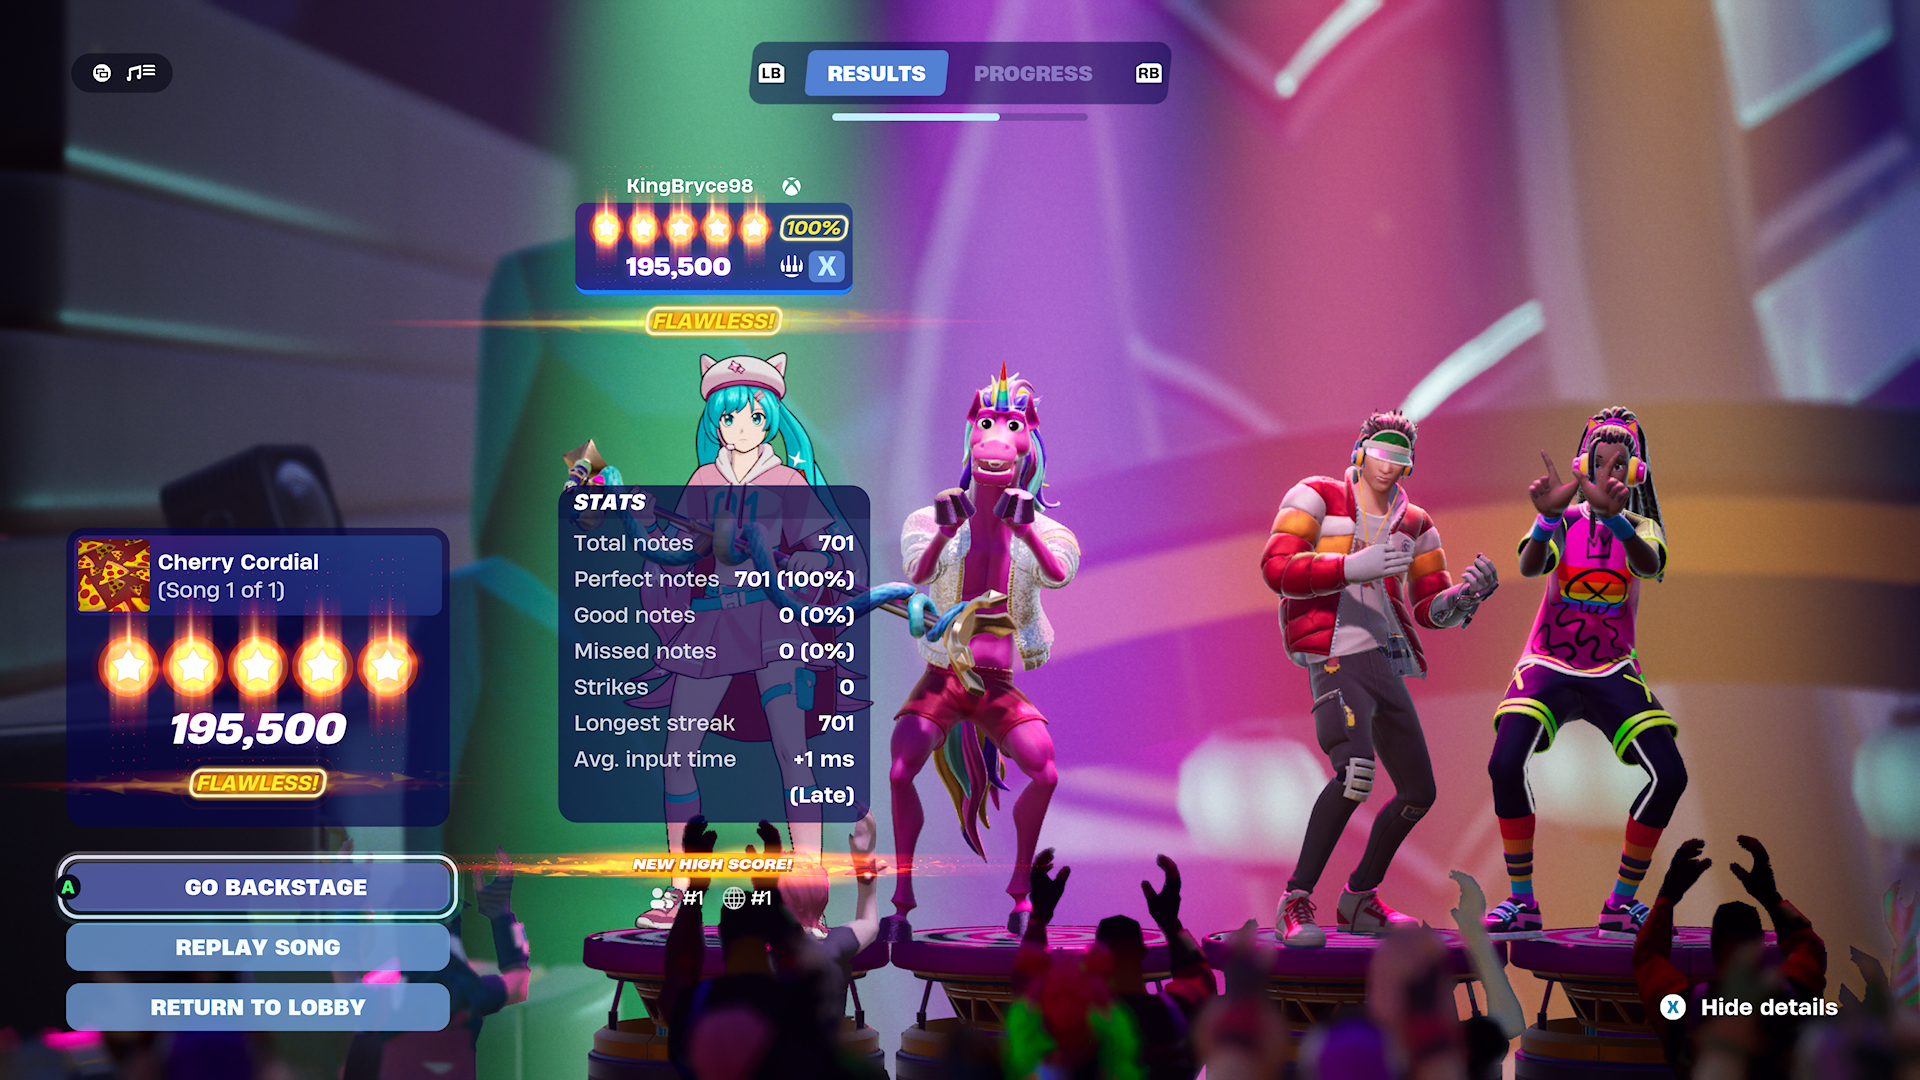 LB
RESULTS
PROGRESS
RB
KingBryce98
100%
195,500
X
FLAWLESS!
STATS
Total notes 701
Perfect notes 701 (100%)
Good notes 0 (0%)
Missed notes 0 (0%)
Strikes 0
Longest streak 701
Avg. input time +1 ms
(Late)
NEW HIGH SCORE!
#1 #1
Cherry Cordial
(Song 1 of 1)
195,500
FLAWLESS!
A GO BACKSTAGE
REPLAY SONG
RETURN TO LOBBY
X Hide details